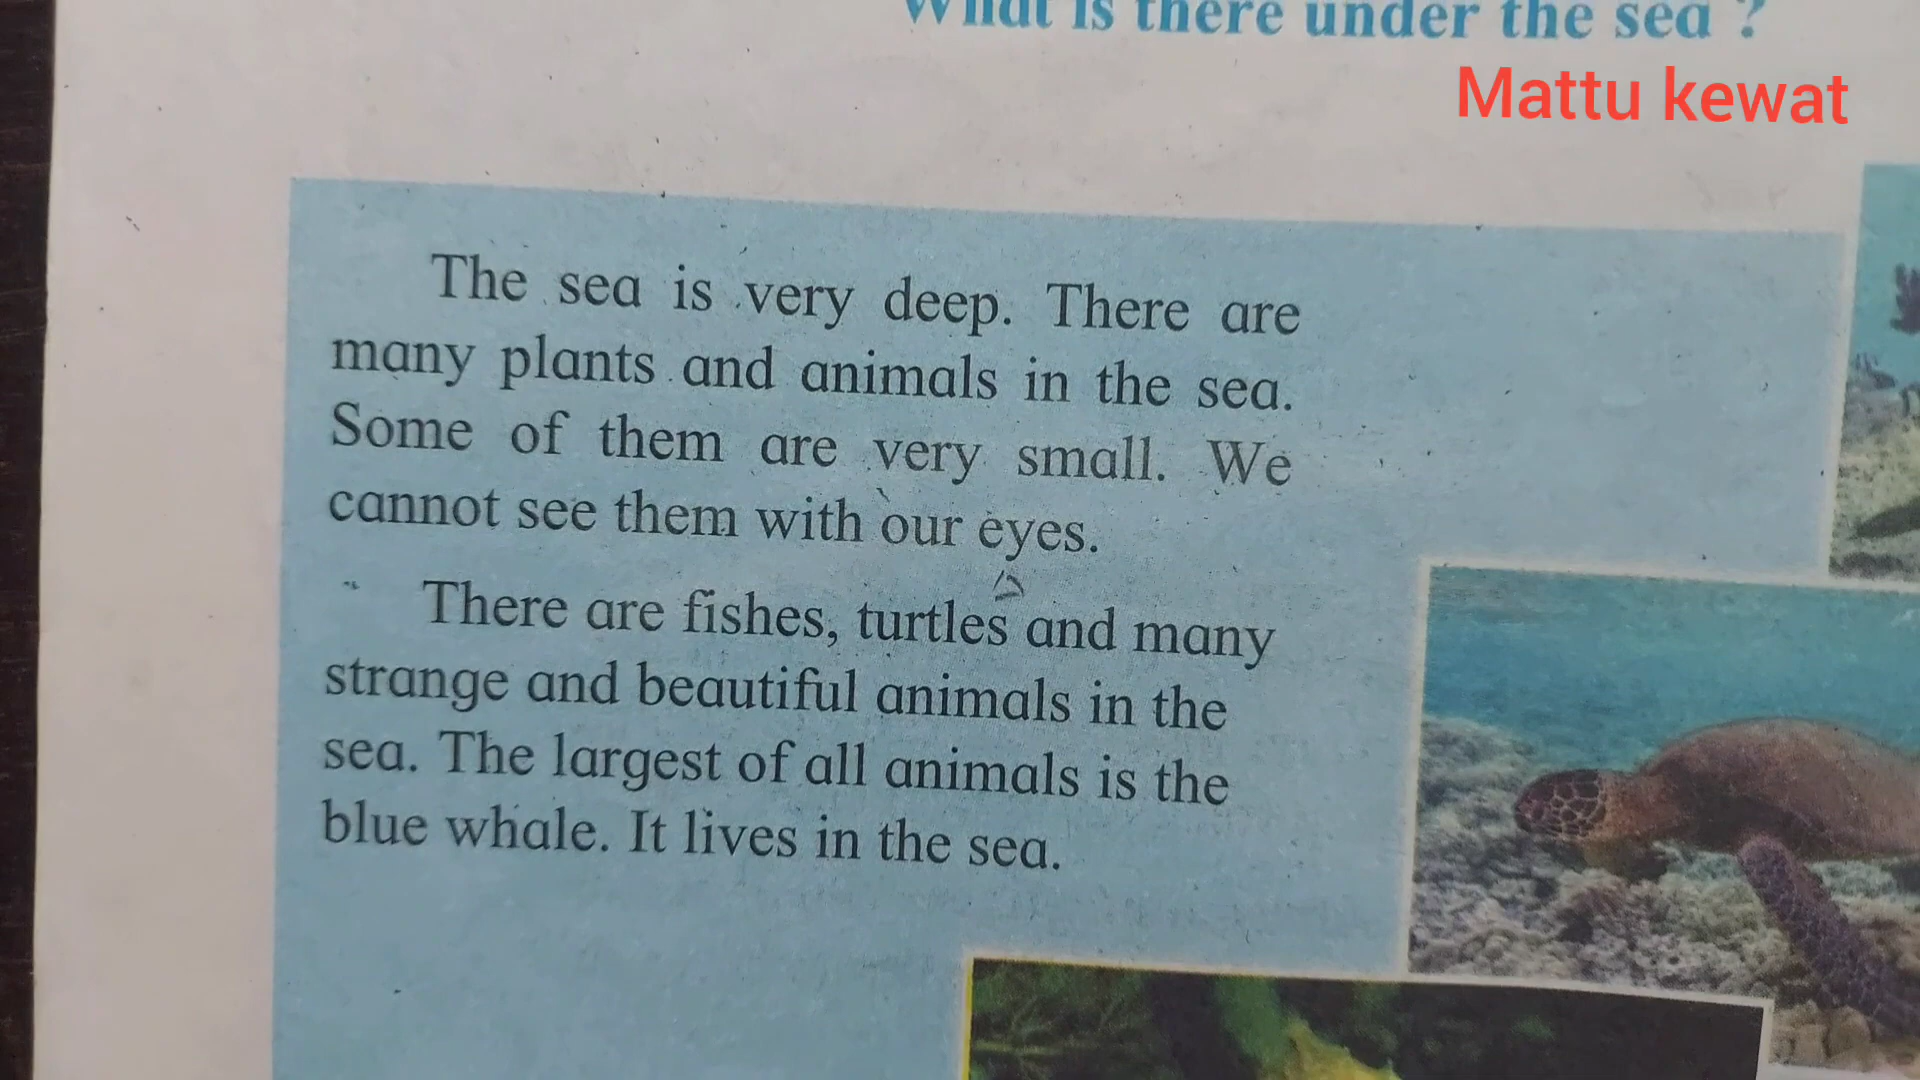 What is there under the sea ?
Mattu kewat
The sea is very deep. There are
many plants and animals in the sea.
Some of them are very small. We
cannot see them with our eyes.
There are fishes, turtles and many
strange and beautiful animals in the
sea. The largest of all animals is the
blue whale. It lives in the sea.